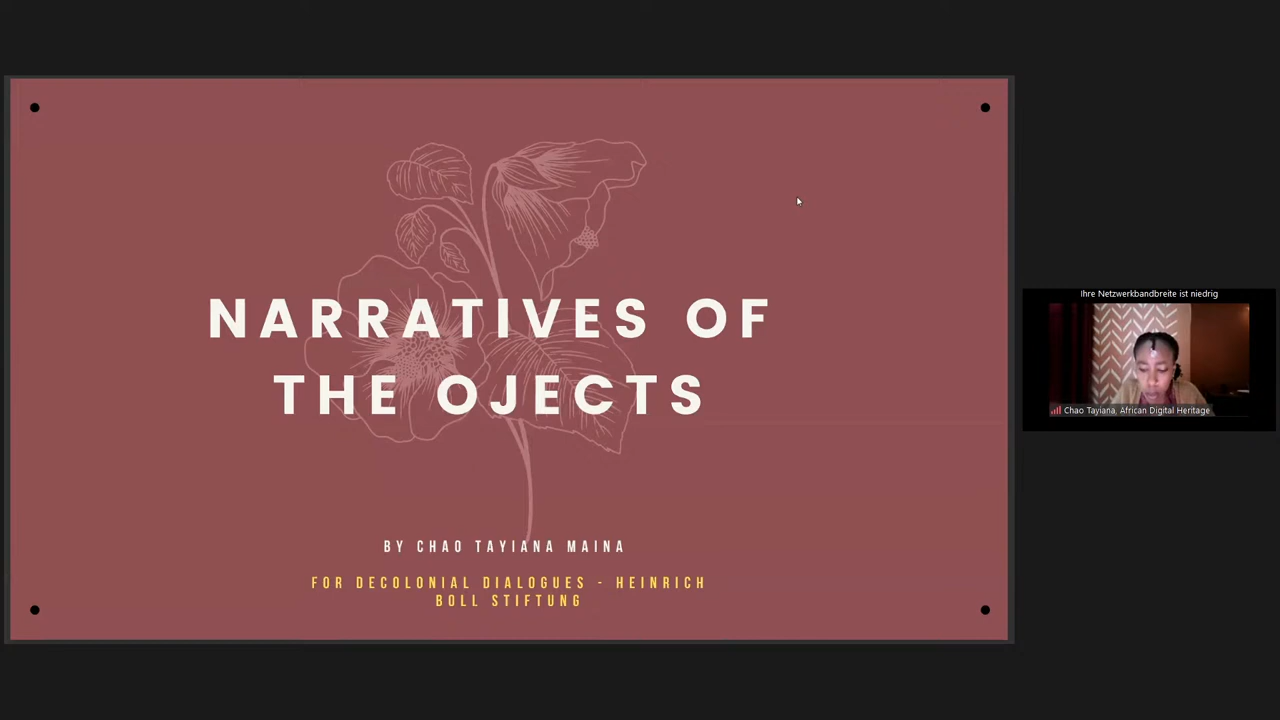 NARRATIVES OF
THE OJECTS
BY CHAO TAYIANA MAINA
FOR DECOLONIAL DIALOGUES - HEINRICH
BOLL STIFTUNG
Ihre Netzwerkbandbreite ist niedrig
Chao Tayiana, African Digital Heritage